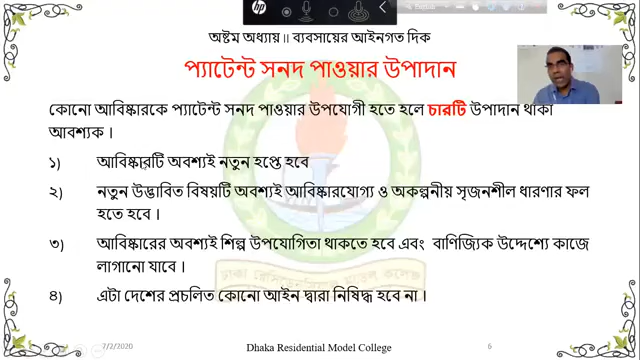 hp
English
অষ্টম অধ্যায়॥ ব্যবসায়ের আইনগত দিক
প্যাটেন্ট সনদ পাওয়ার উপাদান
কোনো আবিষ্কারকে প্যাটেন্ট সনদ পাওয়ার উপযোগী হতে হলে চারটি উপাদান থাকা
আবশ্যক ।
১) আবিষ্কারটি অবশ্যই নতুন হপ্তে হবে
২) নতুন উদ্ভাবিত বিষয়টি অবশ্যই আবিষ্কারযোগ্য ও অকল্পনীয় সৃজনশীল ধারণার ফল
হতে হবে ।
৩) আবিষ্কারের অবশ্যই শিল্প উপযোগিতা থাকতে হবে এবং বাণিজ্যিক উদ্দেশ্যে কাজে
লাগানো যাবে ।
৪) এটা দেশের প্রচলিত কোনো আইন দ্বারা নিষিদ্ধ হবে না ।
7/2/2020 Dhaka Residential Model College 6